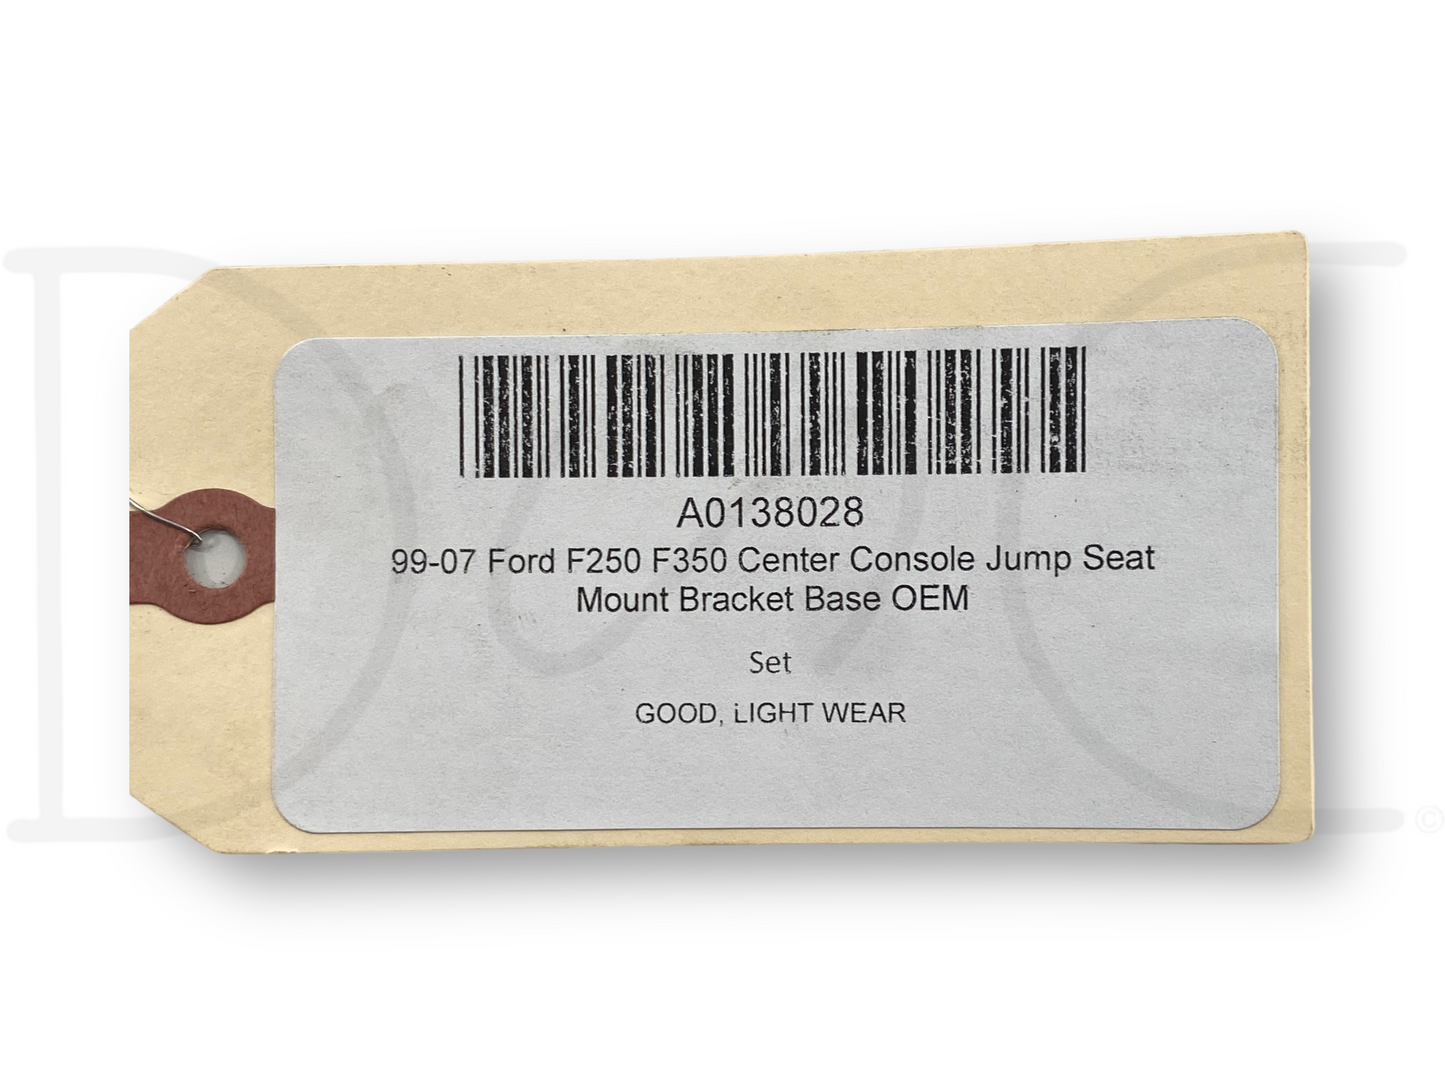 A0138028
99-07 Ford F250 F350 Center Console Jump Seat
Mount Bracket Base OEM
Set
GOOD, LIGHT WEAR
©